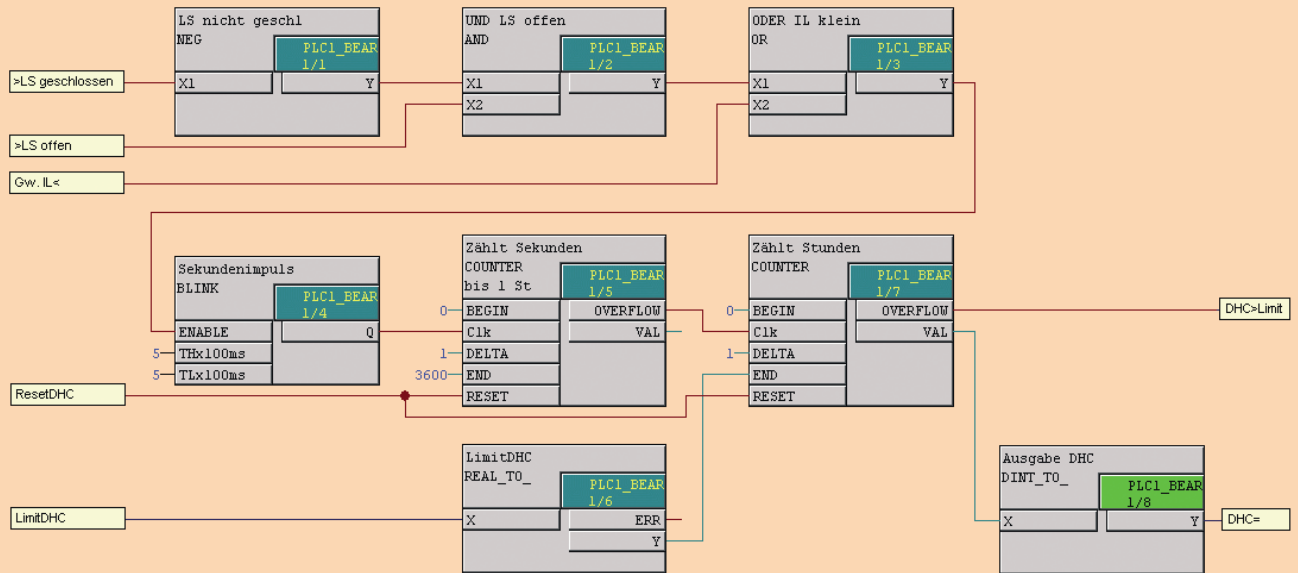 LS nicht geschl
NEG
PLC1_BEAR
1/1
X1 Y
UND LS offen
AND
PLC1_BEAR
1/2
X1 Y
X2
ODER IL klein
OR
PLC1_BEAR
1/3
X1 Y
X2
>LS geschlossen
>LS offen
Gw. IL<
Sekundenimpuls
BLINK
PLC1_BEAR
1/4
ENABLE Q
5 THx100ms
5 TLx100ms
Zählt Sekunden
COUNTER
bis 1 St
PLC1_BEAR
1/5
0 BEGIN OVERFLOW
Clk VAL
1 DELTA
3600 END
RESET
Zählt Stunden
COUNTER
PLC1_BEAR
1/7
0 BEGIN OVERFLOW
Clk VAL
1 DELTA
END
RESET
DHC>Limit
ResetDHC
LimitDHC
REAL_TO_
PLC1_BEAR
1/6
X ERR
Y
LimitDHC
Ausgabe DHC
DINT_TO_
PLC1_BEAR
1/8
X Y
DHC=